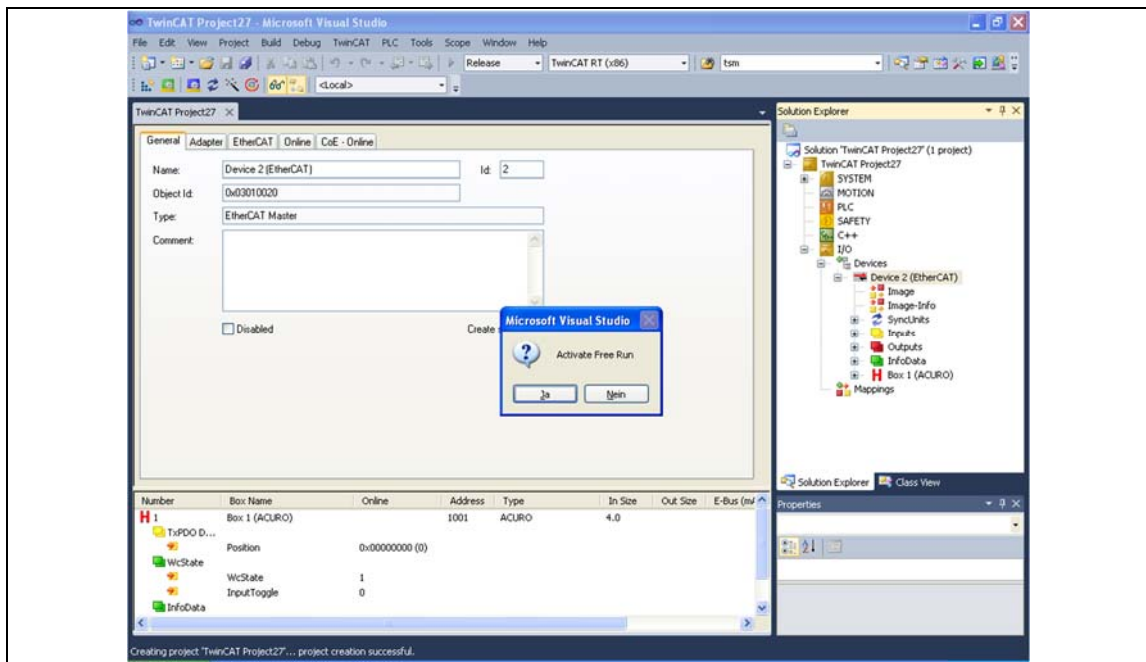 TwinCAT Project27 - Microsoft Visual Studio
File Edit View Project Build Debug TwinCAT PLC Tools Scope Window Help
Release TwinCAT RT (x86) tsm
<Local>
TwinCAT Project27
Solution Explorer
General Adapter EtherCAT Online CoE - Online
Name: Device 2 (EtherCAT) Id: 2
Object Id: 0x03010020
Type: EtherCAT Master
Comment:
Disabled Create
Microsoft Visual Studio
Activate Free Run
Ja Nein
Solution 'TwinCAT Project27' (1 project)
TwinCAT Project27
SYSTEM
MOTION
PLC
SAFETY
C++
I/O
Devices
Device 2 (EtherCAT)
Image
Image-Info
SyncUnits
Inputs
Outputs
InfoData
Box 1 (ACURO)
Mappings
Solution Explorer Class View
Properties
Number Box Name Online Address Type In Size Out Size E-Bus (mA
1 Box 1 (ACURO) 1001 ACURO 4.0
TxPDO D...
Position 0x00000000 (0)
WcState
WcState 1
InputToggle 0
InfoData
Creating project 'TwinCAT Project27'... project creation successful.